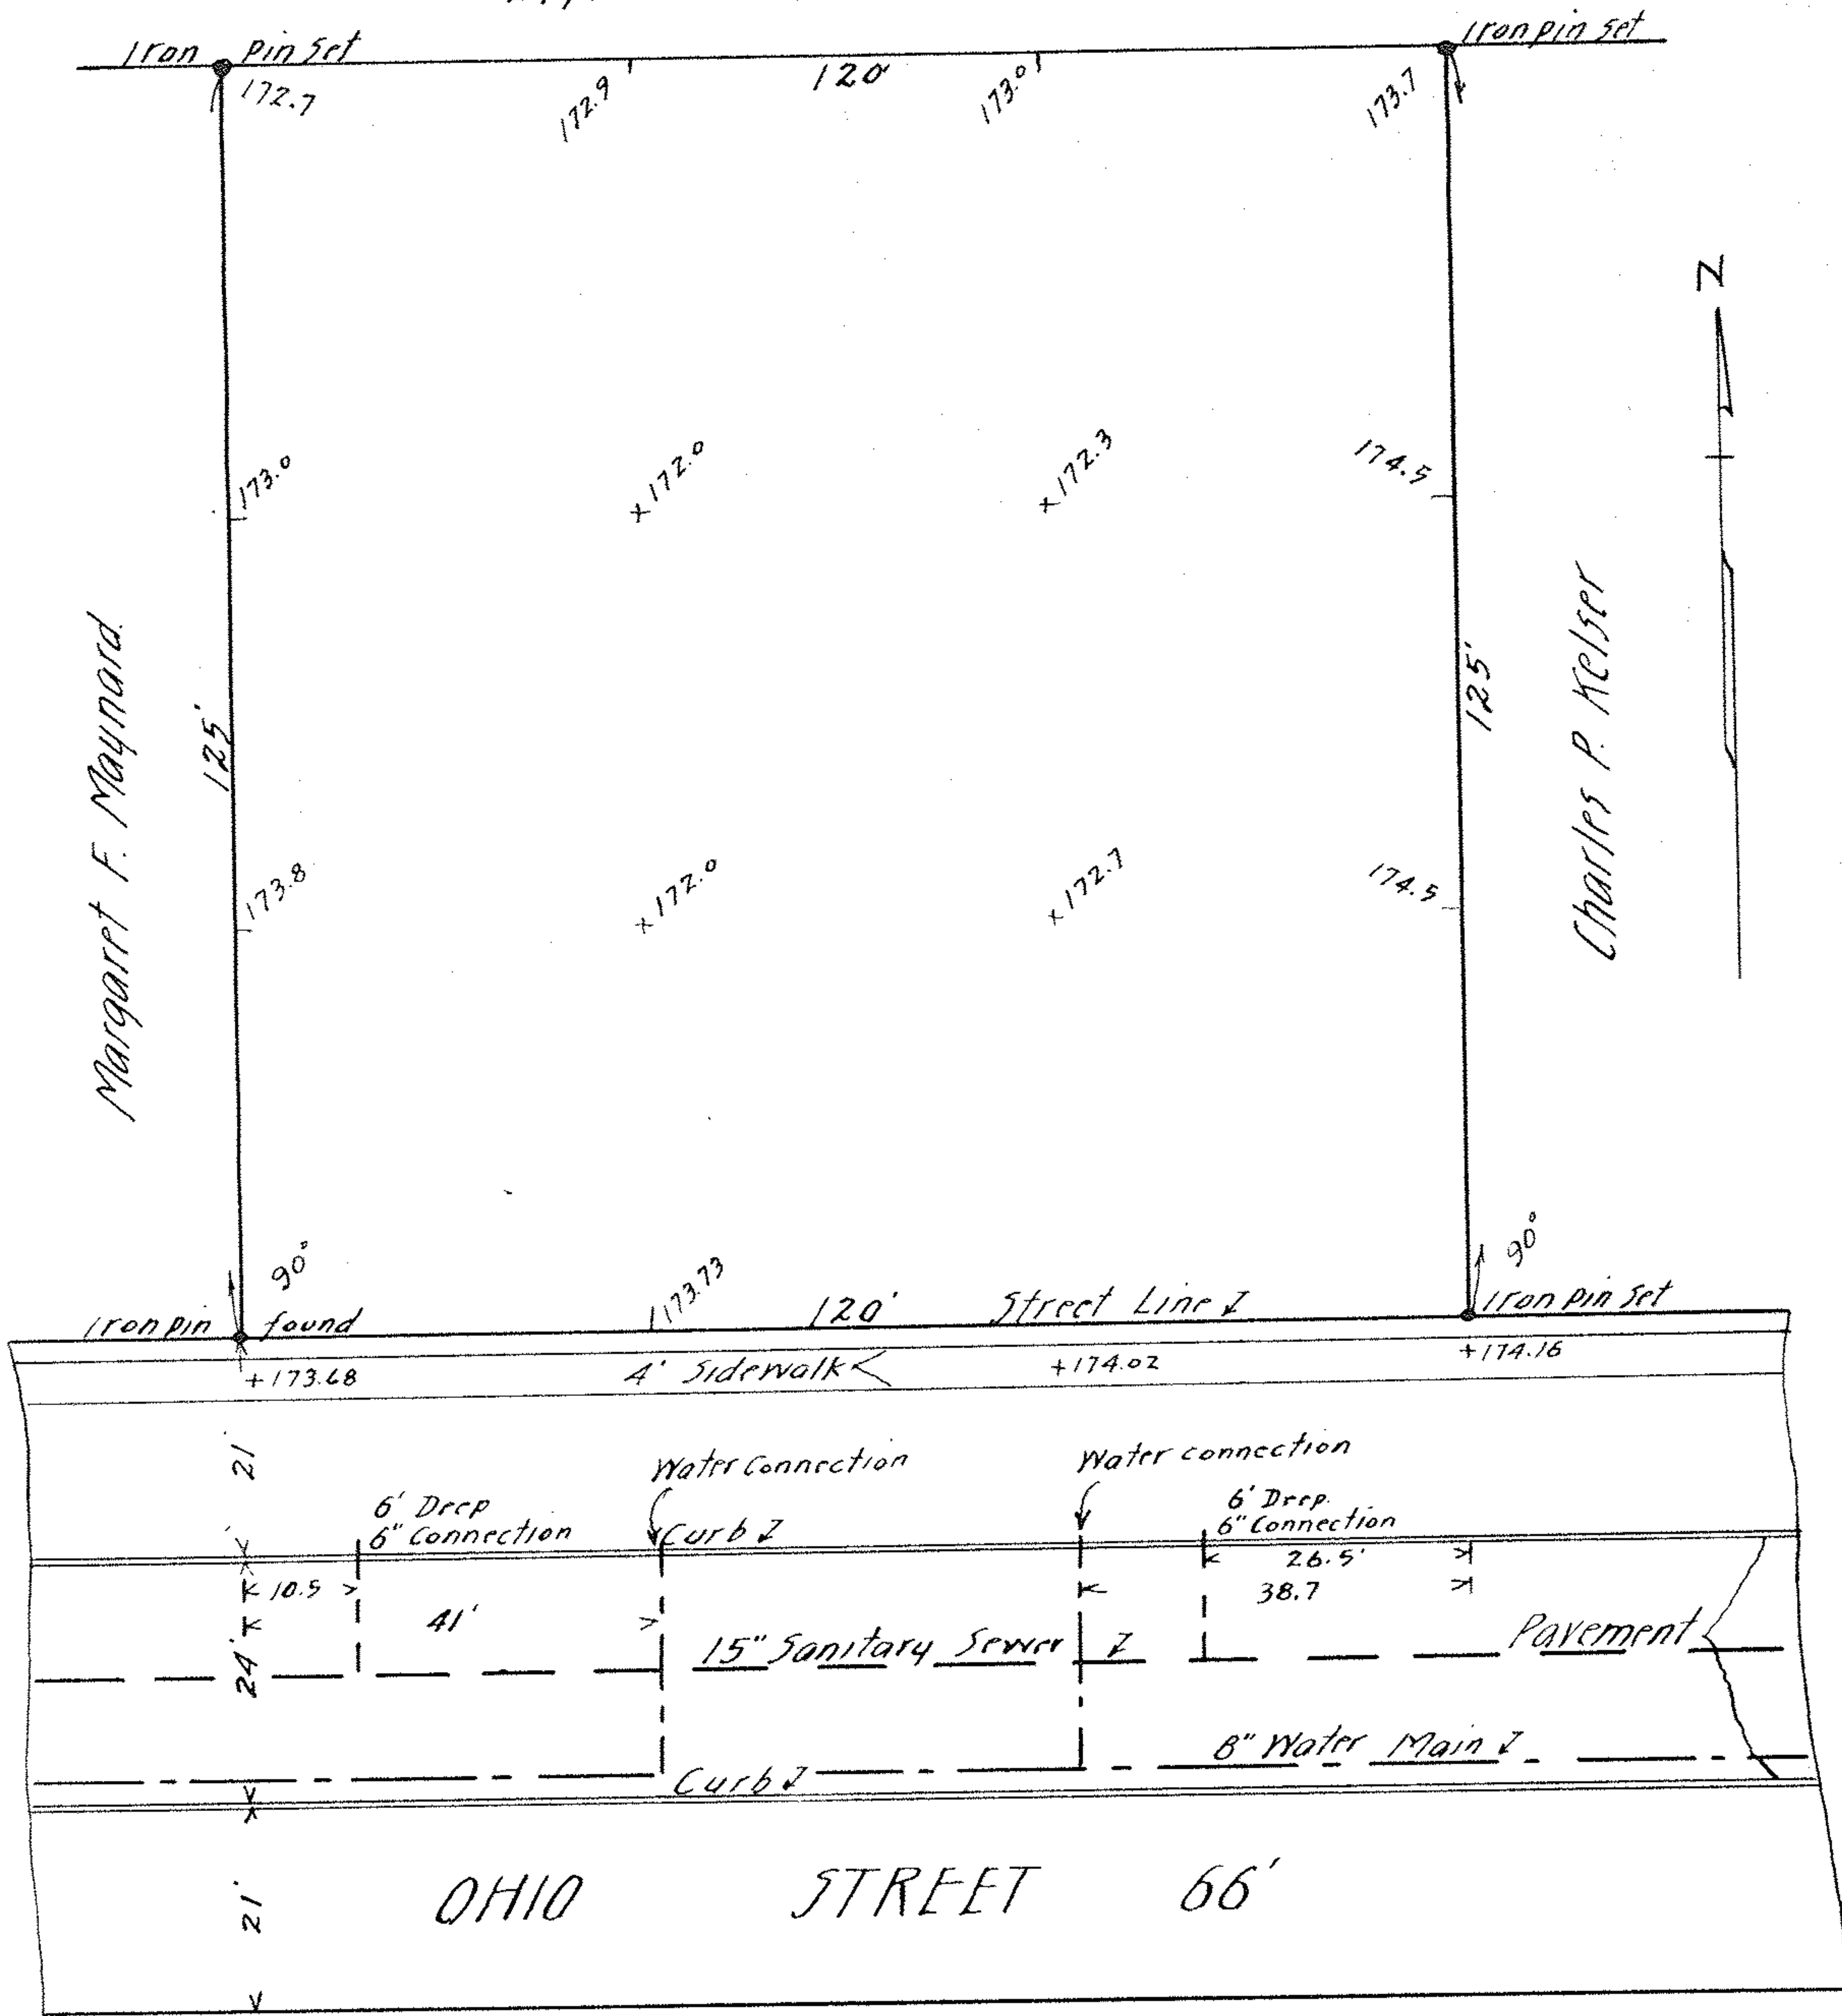 Iron pin set
Iron pin set
172.7
172.9
120'
173.0
173.7
N
173.0
+172.0
+172.3
174.5
Margaret F. Maynard
125'
125'
Charles P. Kelser
173.8
+172.0
+172.7
174.5
90°
173.73
90°
Iron pin found
120' Street Line
Iron pin set
+173.68
4' Sidewalk
+174.02
+174.16
21'
Water Connection
Water connection
6' Deep
6" Connection
Curb
6' Deep.
6" Connection
10.5
26.5'
38.7
41'
24'
15" Sanitary Sewer
Pavement
8" Water Main
Curb
21'
OHIO STREET 66'